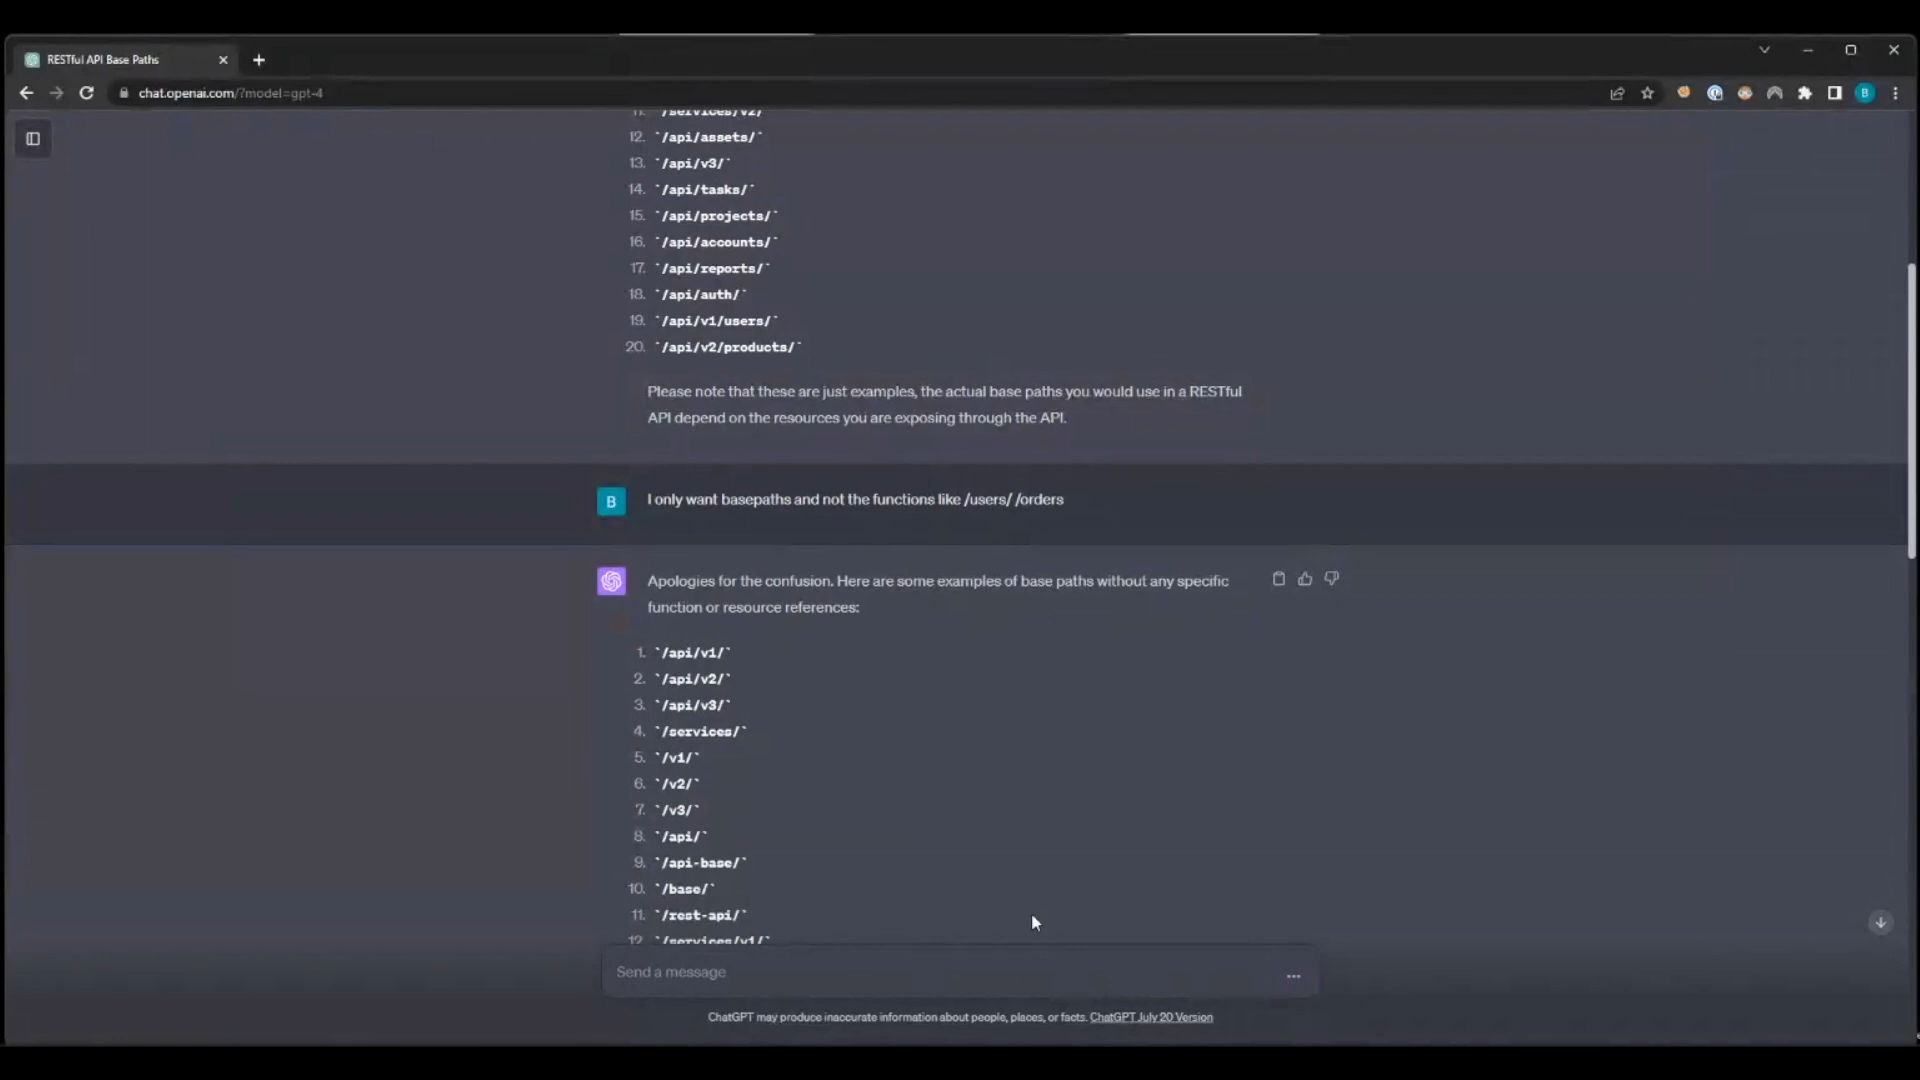 RESTful API Base Paths
chat.openai.com/?model=gpt-4
B
11. `/services/v2/`
12. `/api/assets/`
13. `/api/v3/`
14. `/api/tasks/`
15. `/api/projects/`
16. `/api/accounts/`
17. `/api/reports/`
18. `/api/auth/`
19. `/api/v1/users/`
20. `/api/v2/products/`
Please note that these are just examples, the actual base paths you would use in a RESTful
API depend on the resources you are exposing through the API.
B
I only want basepaths and not the functions like /users/ /orders
Apologies for the confusion. Here are some examples of base paths without any specific
function or resource references:
1. `/api/v1/`
2. `/api/v2/`
3. `/api/v3/`
4. `/services/`
5. `/v1/`
6. `/v2/`
7. `/v3/`
8. `/api/`
9. `/api-base/`
10. `/base/`
11. `/rest-api/`
12. `/services/v1/`
Send a message
ChatGPT may produce inaccurate information about people, places, or facts. ChatGPT July 20 Version